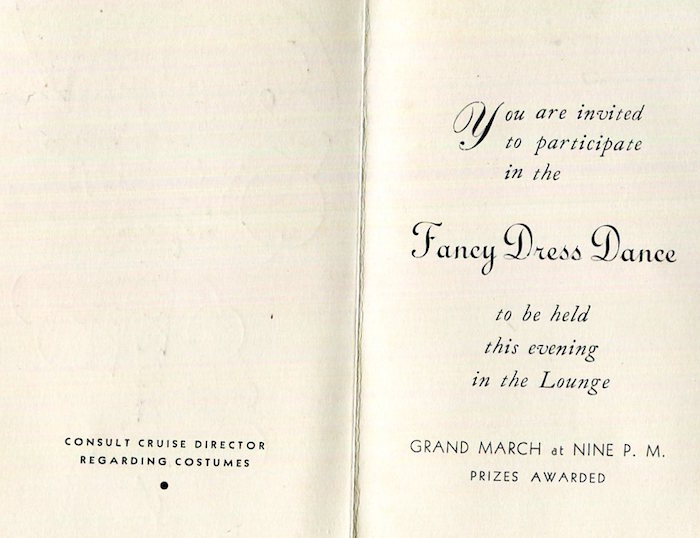 CONSULT CRUISE DIRECTOR
REGARDING COSTUMES
You are invited
to participate
in the
Fancy Dress Dance
to be held
this evening
in the Lounge
GRAND MARCH at NINE P. M.
PRIZES AWARDED